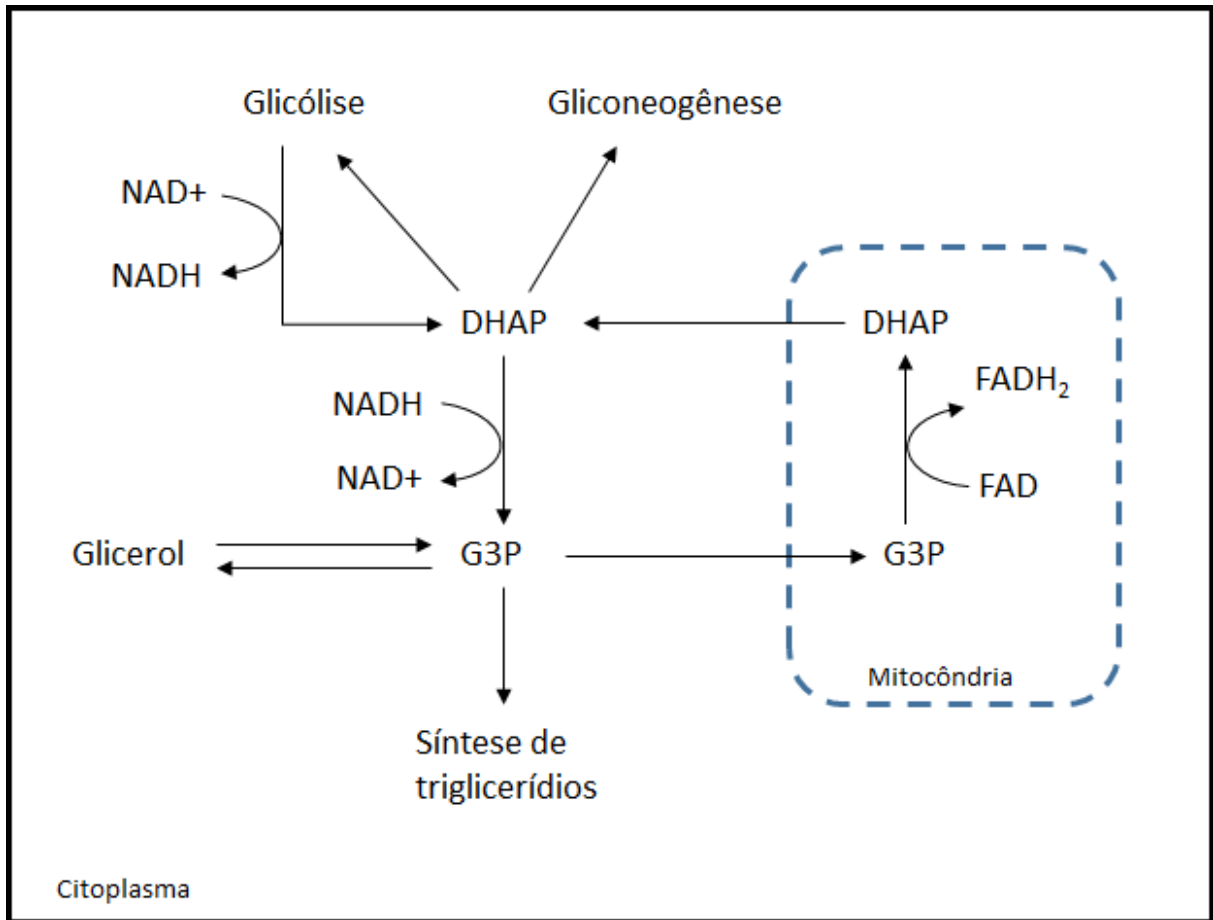 Glicólise
Gliconeogênese
NAD+
NADH
DHAP
DHAP
FADH₂
NADH
NAD+
FAD
Glicerol
G3P
G3P
Mitocôndria
Síntese de
triglicerídios
Citoplasma